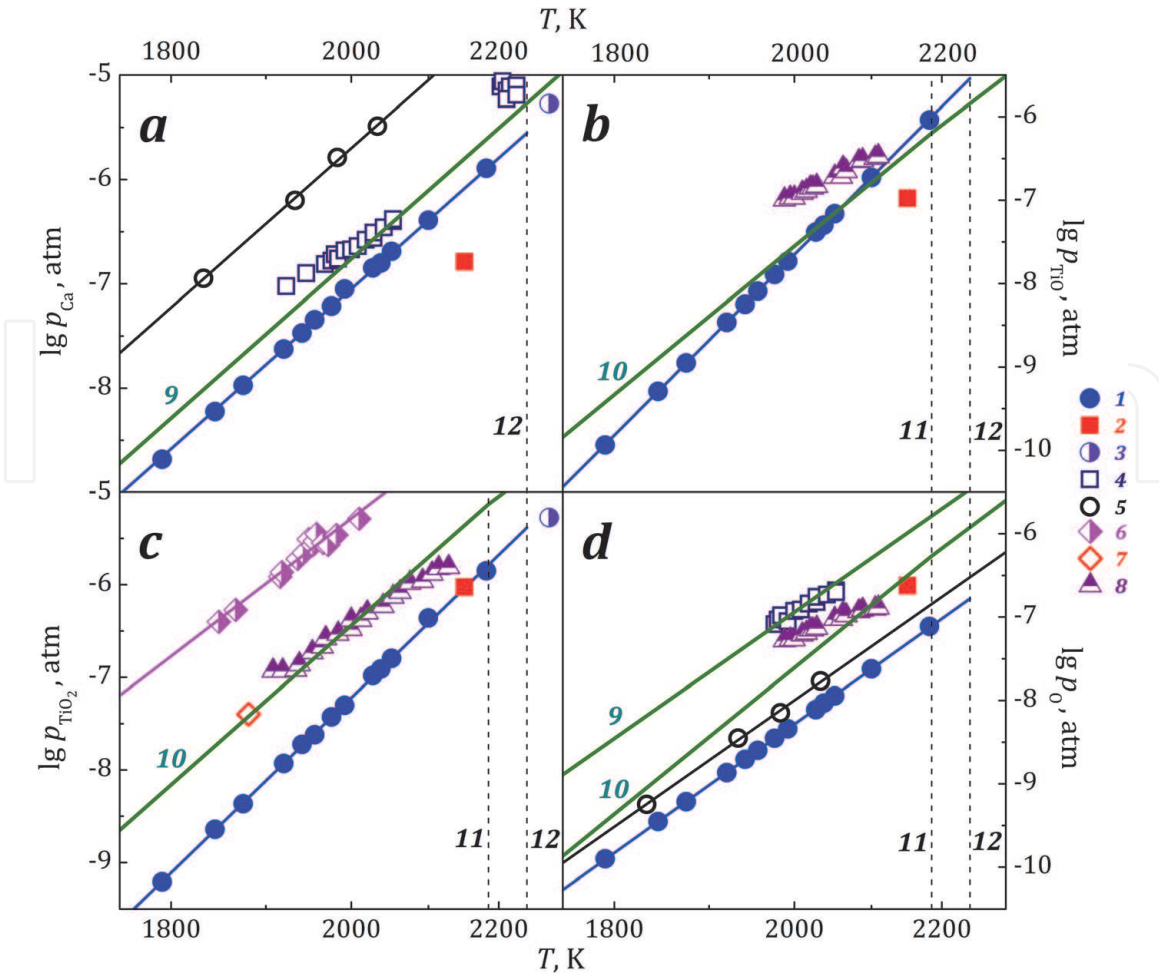 T, K
1800 2000 2200
1800 2000 2200
a
b
-5
-6
-7
-8
-5
lg p_Ca, atm
9
12
-6
-7
-8
-9
-10
lg p_TiO, atm
10
11
12
1
2
3
4
5
6
7
8
c
d
-6
-7
-8
-9
lg p_TiO₂, atm
10
11
12
-6
-7
-8
-9
-10
lg p_O, atm
9
10
11
12
1800 2000 2200
1800 2000 2200
T, K